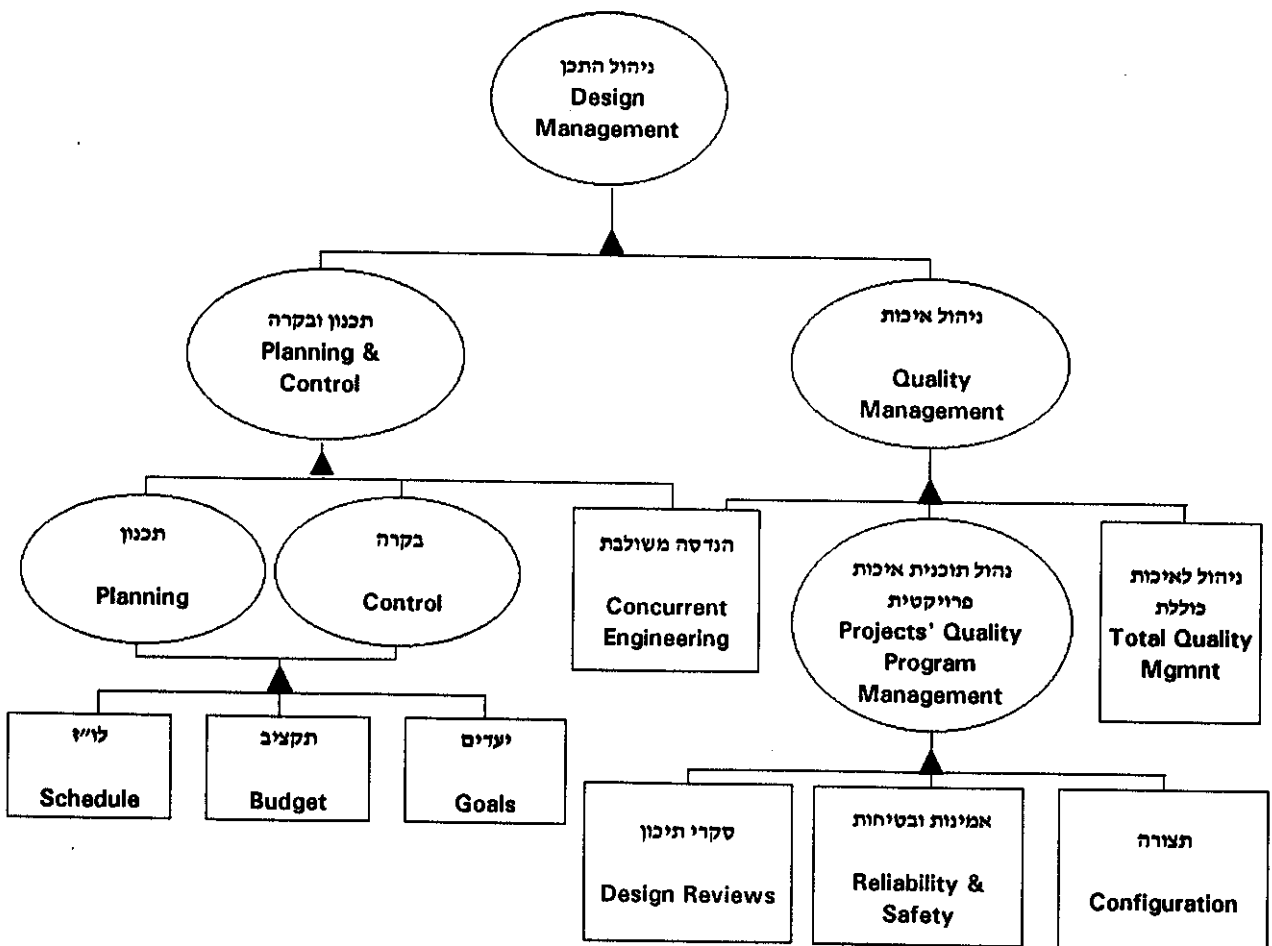 ניהול התכן
Design
Management
תכנון ובקרה
Planning &
Control
ניהול איכות
Quality
Management
תכנון
Planning
בקרה
Control
הנדסה משולבת
Concurrent
Engineering
נהול תוכנית איכות
פרויקטית
Projects' Quality
Program
Management
ניהול לאיכות
כוללת
Total Quality
Mgmnt
לו״ז
Schedule
תקציב
Budget
יעדים
Goals
סקרי תיכון
Design Reviews
אמינות ובטיחות
Reliability &
Safety
תצורה
Configuration